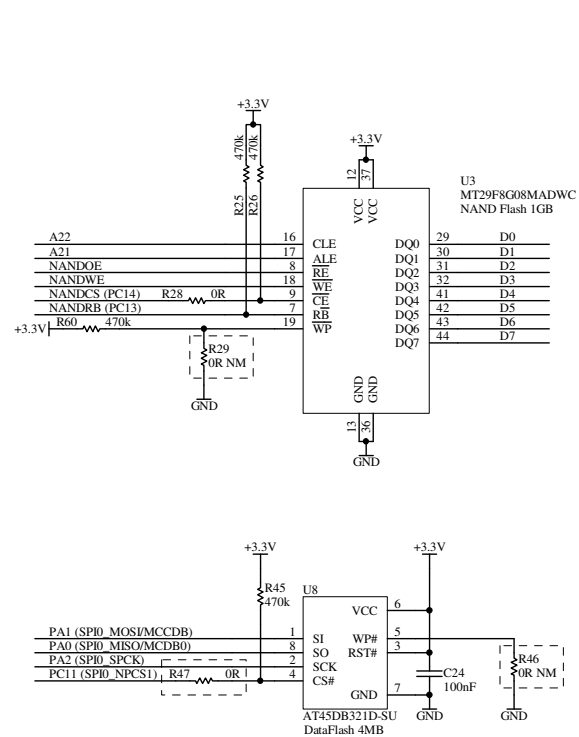 +3.3V
470k
470k
R25
R26
+3.3V
12
37
VCC
VCC
U3
MT29F8G08MADWC
NAND Flash 1GB
A22 16 CLE DQ0 29 D0
A21 17 ALE DQ1 30 D1
NANDOE 8 RE DQ2 31 D2
NANDWE 18 WE DQ3 32 D3
NANDCS (PC14) R28 0R 9 CE DQ4 41 D4
NANDRB (PC13) 7 RB DQ5 42 D5
+3.3V R60 470k 19 WP DQ6 43 D6
DQ7 44 D7
R29
0R NM
GND
GND
GND
13
36
GND
+3.3V
+3.3V
R45
470k
U8
VCC 6
PA1 (SPI0_MOSI/MCCDB) 1 SI WP# 5
PA0 (SPI0_MISO/MCDB0) 8 SO RST# 3
PA2 (SPI0_SPCK) 2 SCK
PC11 (SPI0_NPCS1) R47 0R 4 CS#
GND 7
R46
0R NM
C24
100nF
AT45DB321D-SU
DataFlash 4MB
GND
GND